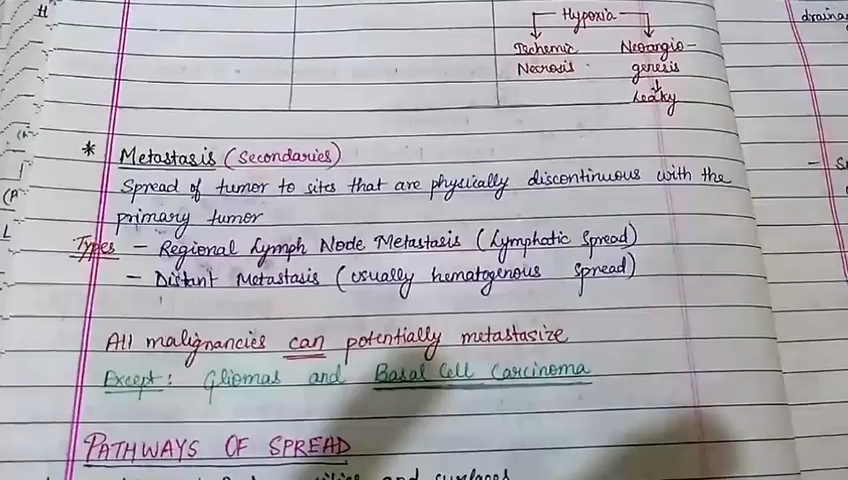 Hypoxia
Ischemic Neoangio-
Necrosis genesis
Leaky
* Metastasis (Secondaries)
Spread of tumor to sites that are physically discontinuous with the
primary tumor
Types - Regional Lymph Node Metastasis (Lymphatic Spread)
- Distant Metastasis (usually hematogenous spread)
All malignancies can potentially metastasize
Except: Gliomas and Basal Cell Carcinoma
PATHWAYS OF SPREAD
and surfaces